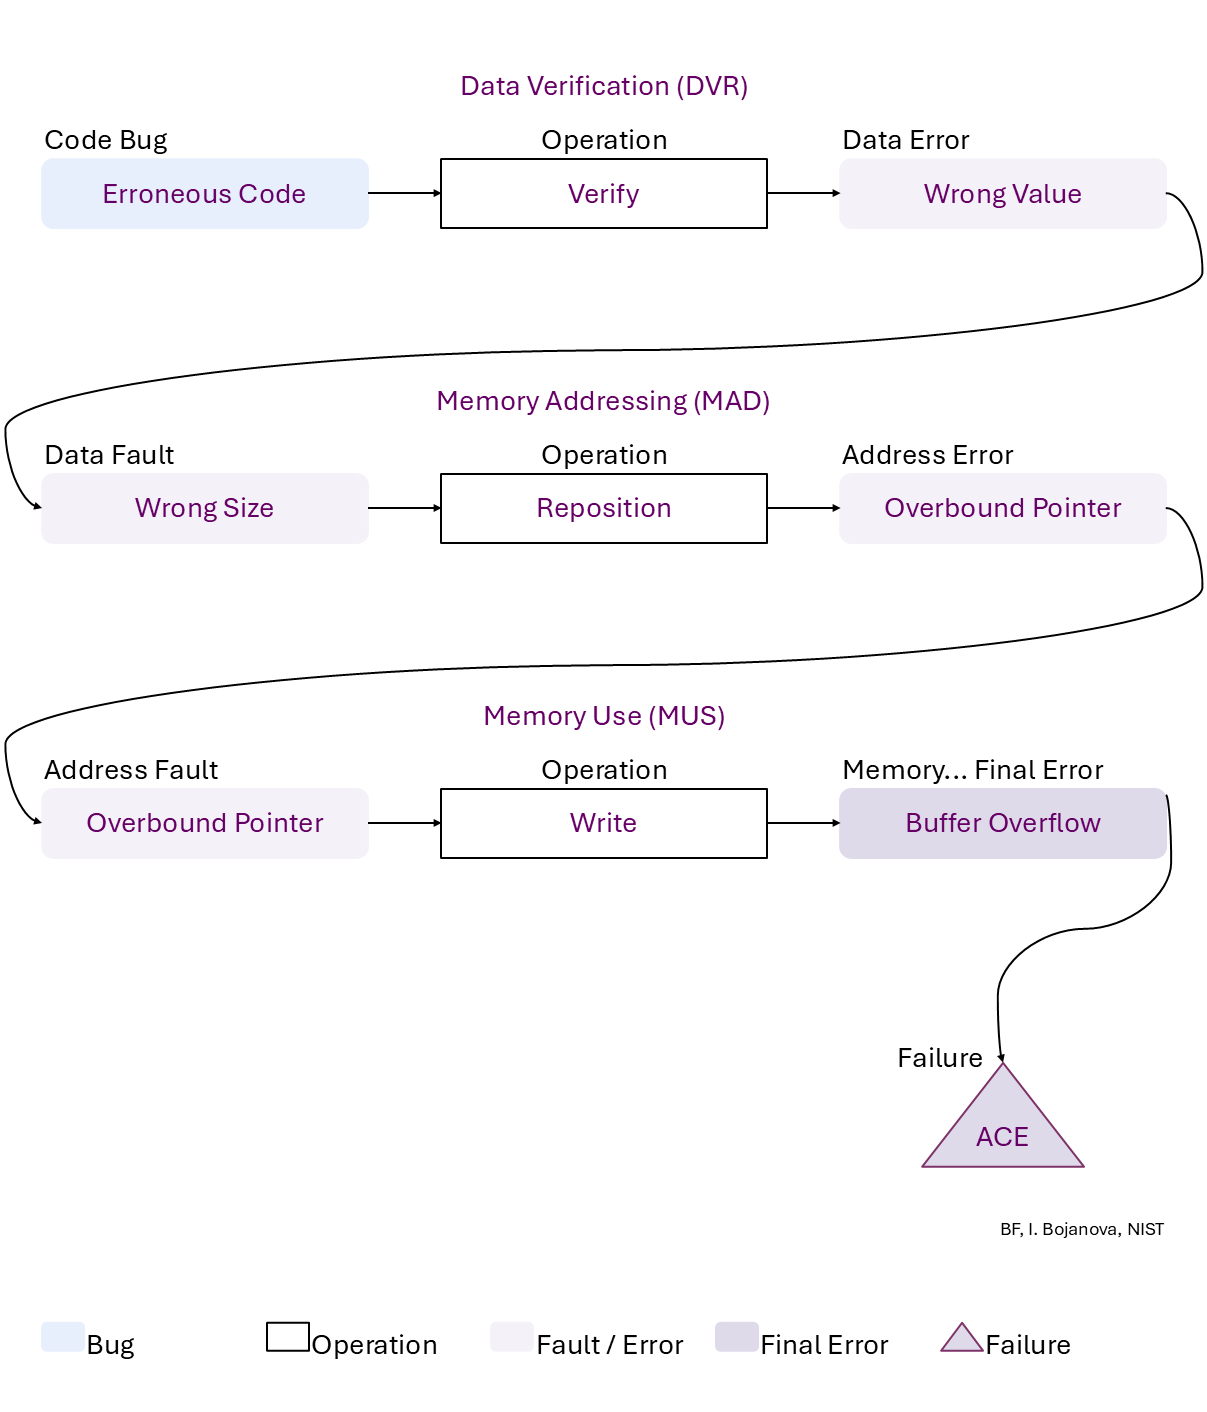 Data Verification (DVR)
Code Bug
Operation
Data Error
Erroneous Code
Verify
Wrong Value
Memory Addressing (MAD)
Data Fault
Operation
Address Error
Wrong Size
Reposition
Overbound Pointer
Memory Use (MUS)
Address Fault
Operation
Memory... Final Error
Overbound Pointer
Write
Buffer Overflow
Failure
ACE
BF, I. Bojanova, NIST
Bug
Operation
Fault / Error
Final Error
Failure